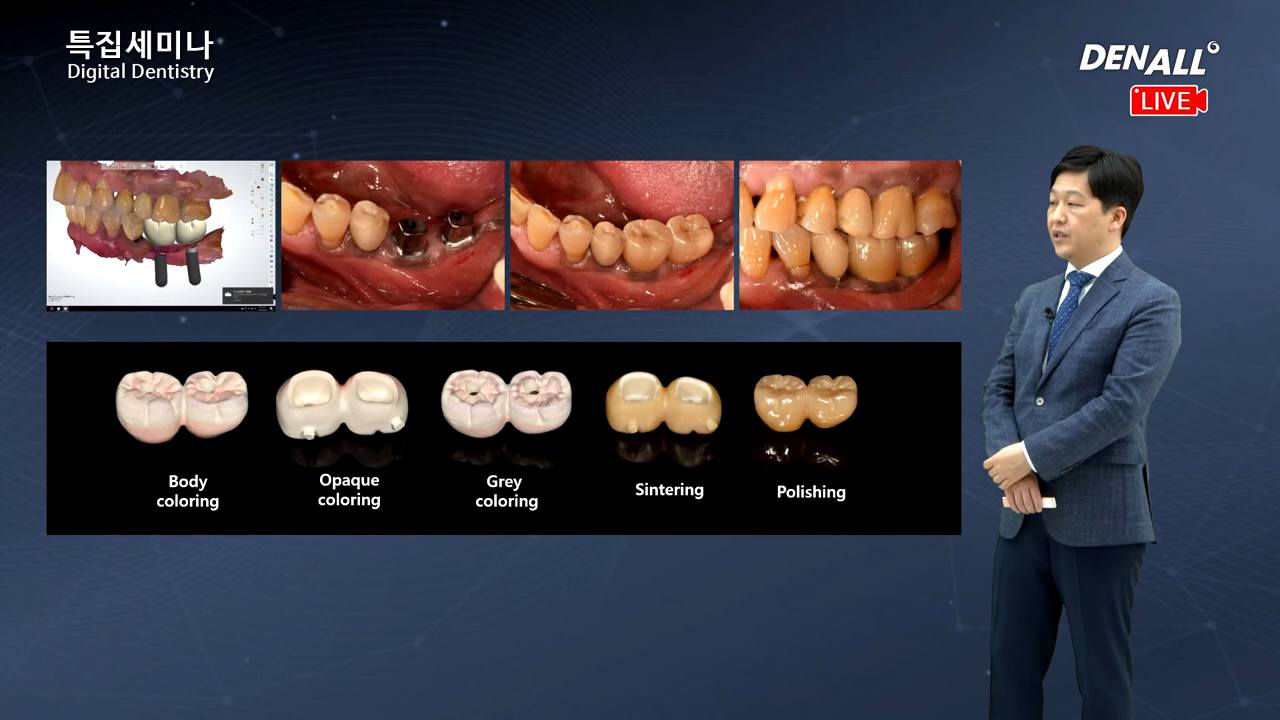 특집세미나
Digital Dentistry
DENALL
LIVE
Body
coloring
Opaque
coloring
Grey
coloring
Sintering
Polishing